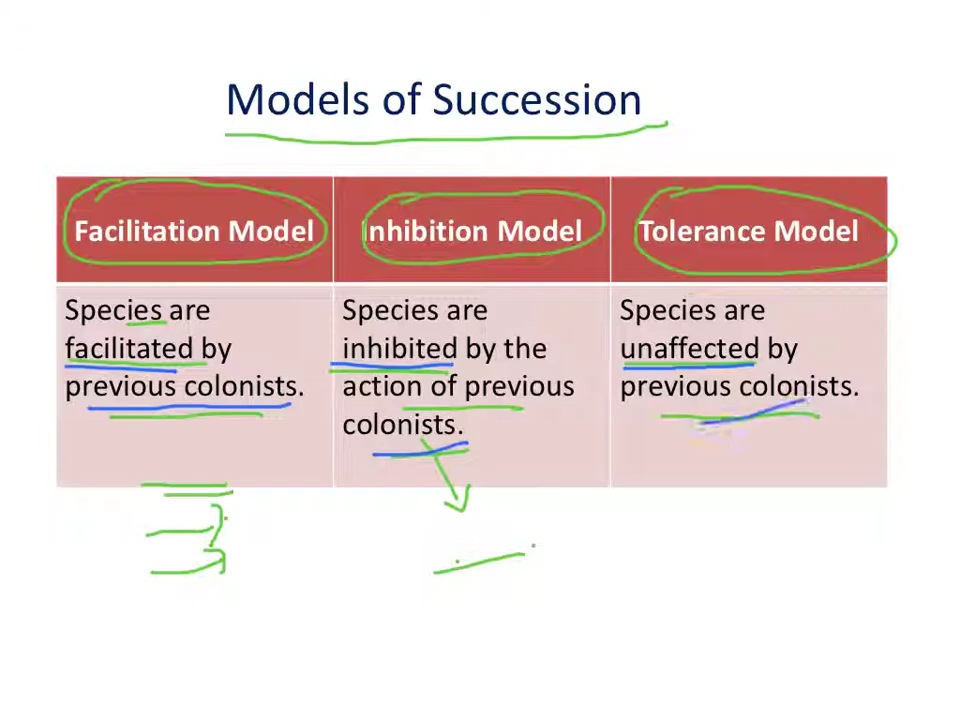 Models of Succession
Facilitation Model
Inhibition Model
Tolerance Model
Species are
facilitated by
previous colonists.
Species are
inhibited by the
action of previous
colonists.
Species are
unaffected by
previous colonists.